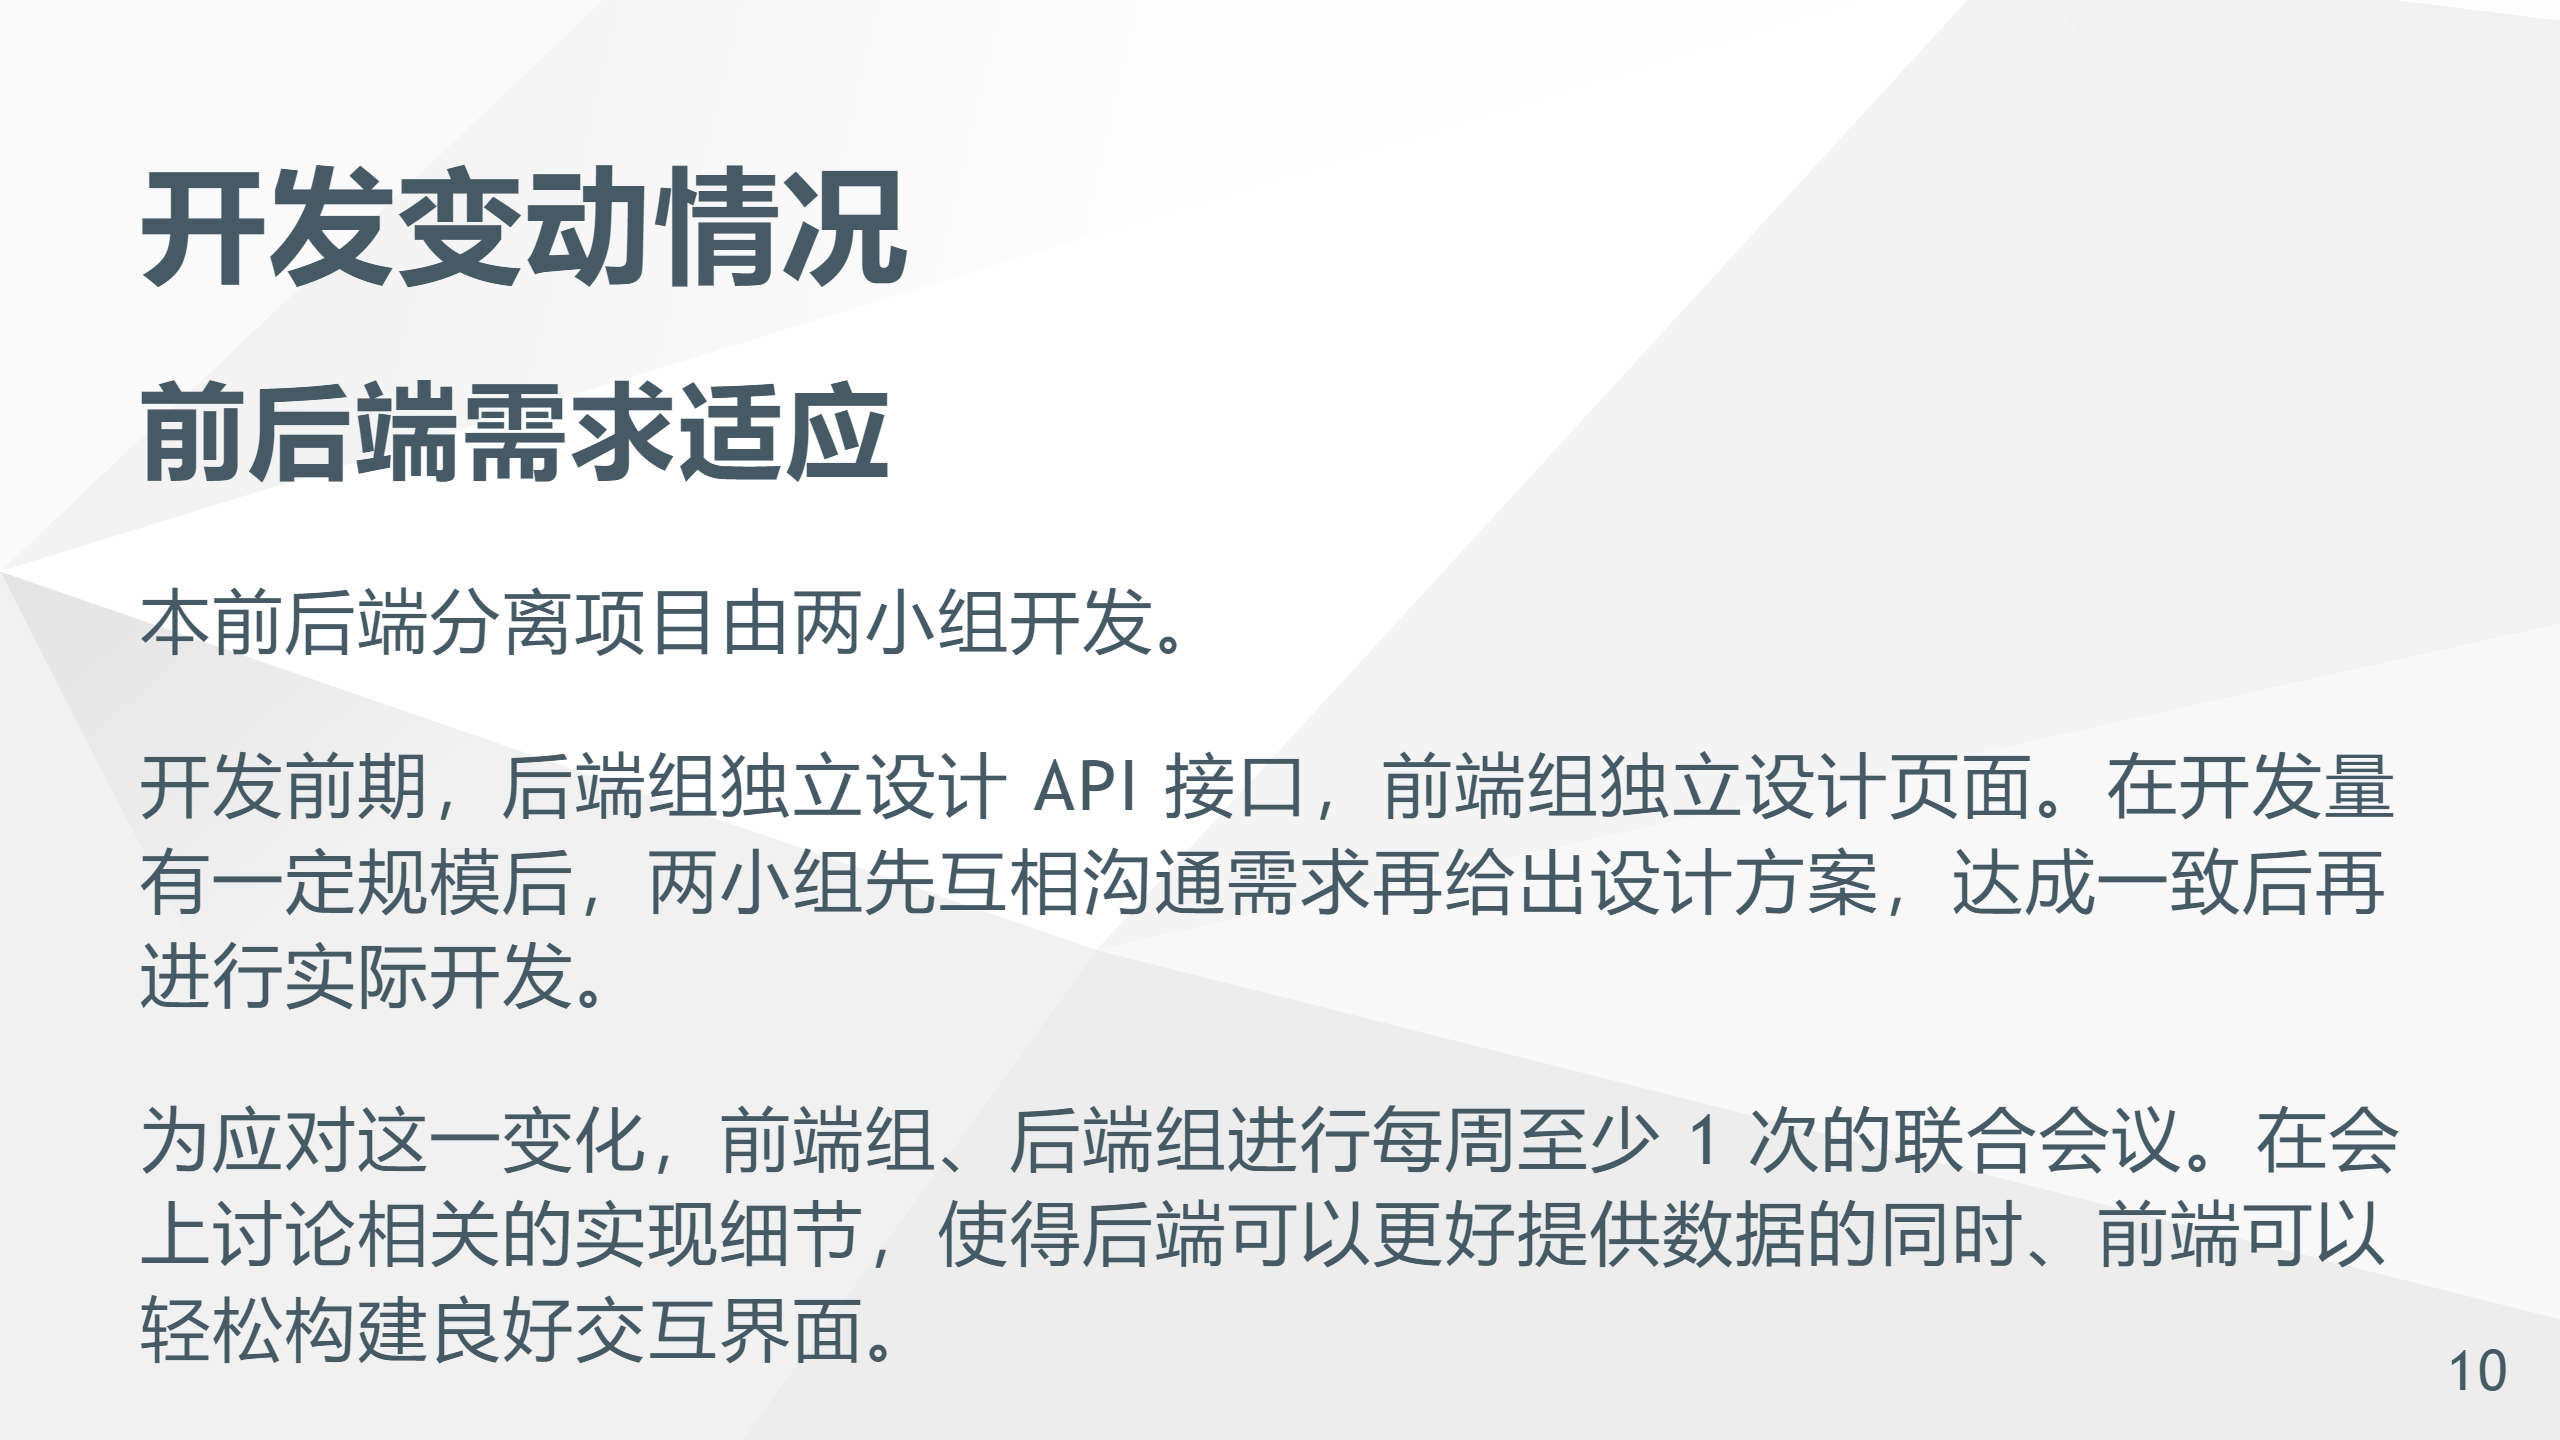 开发变动情况
前后端需求适应
本前后端分离项目由两小组开发。
开发前期，后端组独立设计 API 接口，前端组独立设计页面。在开发量
有一定规模后，两小组先互相沟通需求再给出设计方案，达成一致后再
进行实际开发。
为应对这一变化，前端组、后端组进行每周至少 1 次的联合会议。在会
上讨论相关的实现细节，使得后端可以更好提供数据的同时、前端可以
轻松构建良好交互界面。
10